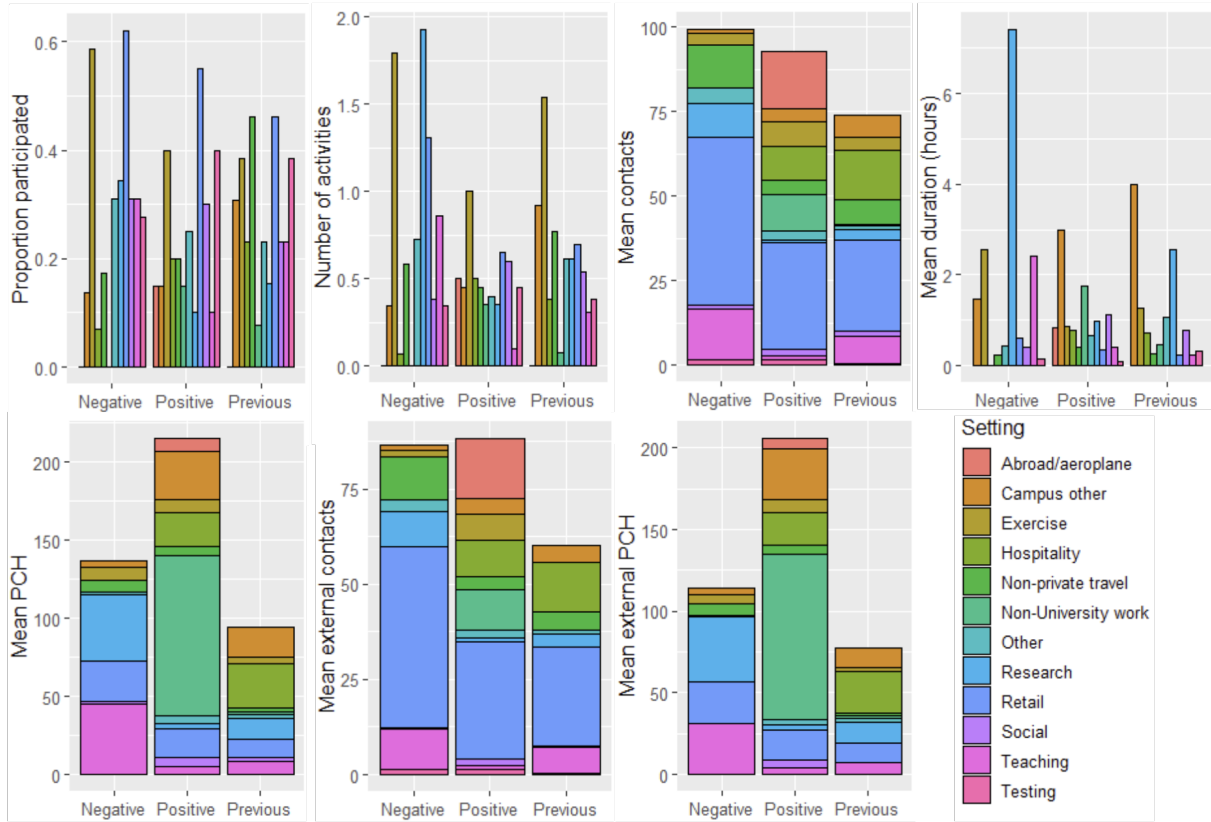 Proportion participated
0.6
0.4
0.2
0.0
Negative Positive Previous
Number of activities
2.0
1.5
1.0
0.5
0.0
Negative Positive Previous
Mean contacts
100
75
50
25
0
Negative Positive Previous
Mean duration (hours)
6
4
2
0
Negative Positive Previous
Mean PCH
200
150
100
50
0
Negative Positive Previous
Mean external contacts
75
50
25
0
Negative Positive Previous
Mean external PCH
200
150
100
50
0
Negative Positive Previous
Setting
Abroad/aeroplane
Campus other
Exercise
Hospitality
Non-private travel
Non-University work
Other
Research
Retail
Social
Teaching
Testing